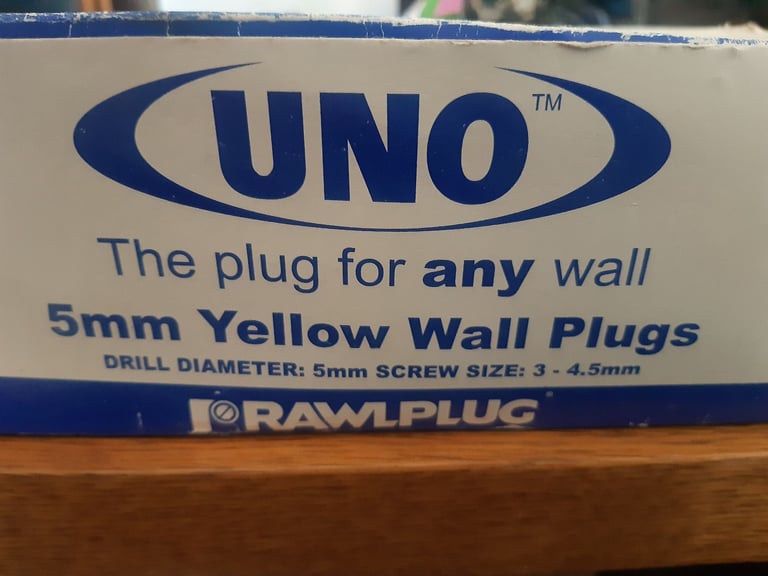 UNO™
The plug for any wall
5mm Yellow Wall Plugs
DRILL DIAMETER: 5mm SCREW SIZE: 3 - 4.5mm
RAWLPLUG